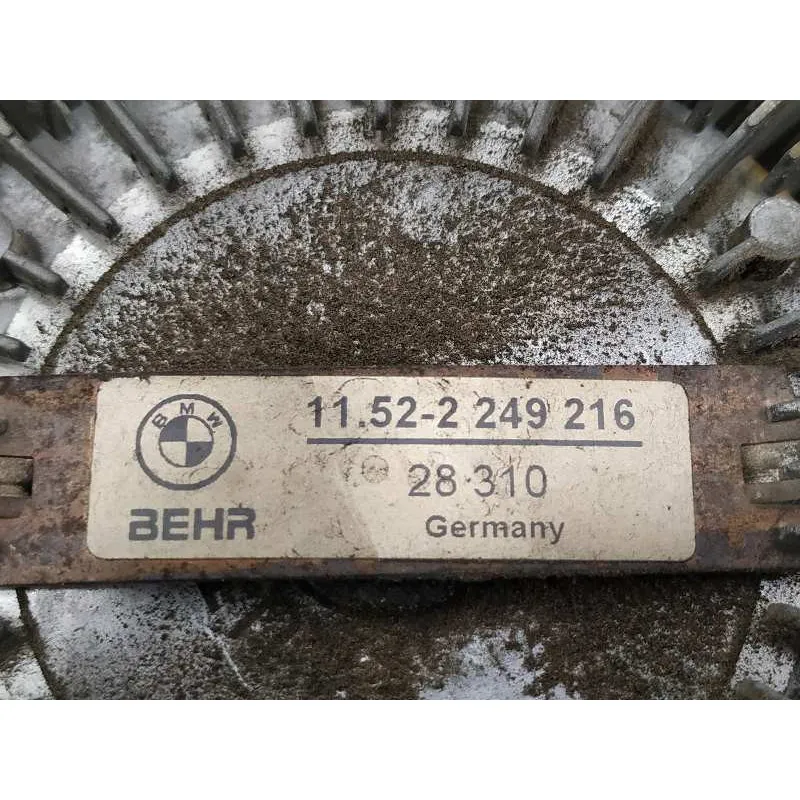 BMW
11.52-2 249 216
28 310
BEHR
Germany